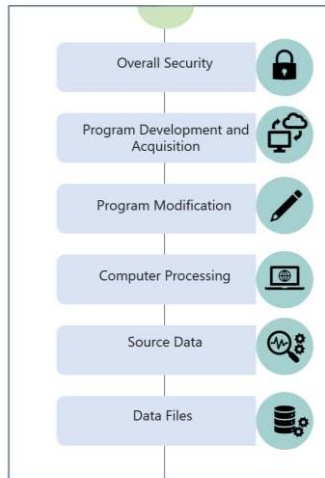 Overall Security
Program Development and
Acquisition
Program Modification
Computer Processing
Source Data
Data Files